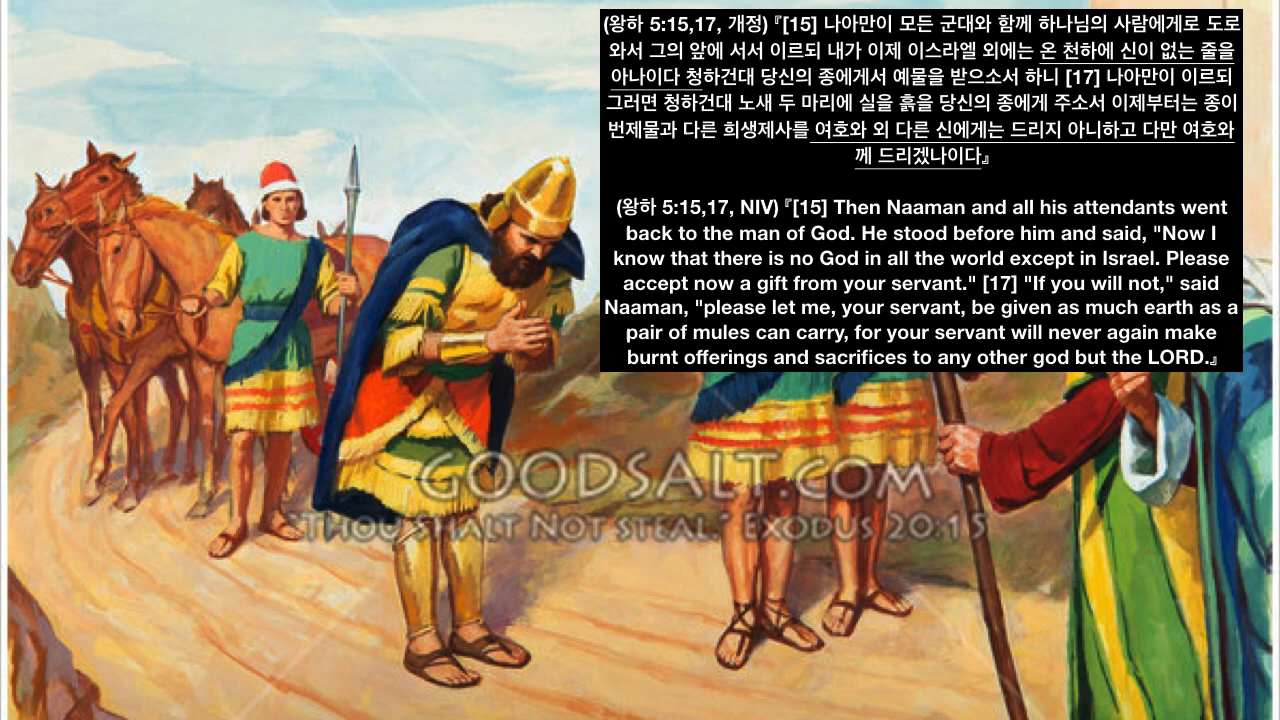 (왕하 5:15,17, 개정) 『[15] 나아만이 모든 군대와 함께 하나님의 사람에게로 도로
와서 그의 앞에 서서 이르되 내가 이제 이스라엘 외에는 온 천하에 신이 없는 줄을
아나이다 청하건대 당신의 종에게서 예물을 받으소서 하니 [17] 나아만이 이르되
그러면 청하건대 노새 두 마리에 실을 흙을 당신의 종에게 주소서 이제부터는 종이
번제물과 다른 희생제사를 여호와 외 다른 신에게는 드리지 아니하고 다만 여호와
께 드리겠나이다』
(왕하 5:15,17, NIV) 『[15] Then Naaman and all his attendants went
back to the man of God. He stood before him and said, "Now I
know that there is no God in all the world except in Israel. Please
accept now a gift from your servant." [17] "If you will not," said
Naaman, "please let me, your servant, be given as much earth as a
pair of mules can carry, for your servant will never again make
burnt offerings and sacrifices to any other god but the LORD.』
GOODSALT.COM
"THOU SHALT NOT STEAL." EXODUS 20:15